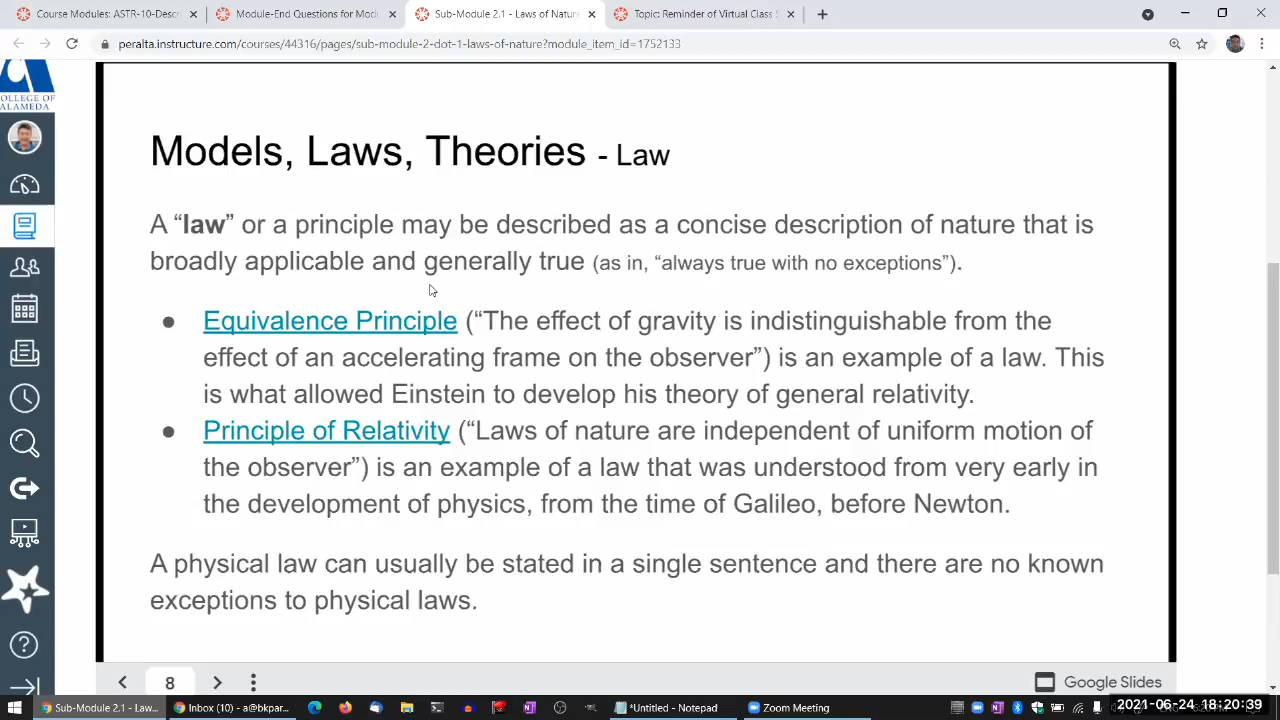 Course Modules: ASTR-10-Descri
Module-End Questions for Modu
Sub-Module 2.1 - Laws of Nature
Topic Reminder of Virtual Class S
peralta.instructure.com/courses/44316/pages/sub-module-2-dot-1-laws-of-nature?module_item_id=1752133
COLLEGE OF
ALAMEDA
Models, Laws, Theories - Law
A “law” or a principle may be described as a concise description of nature that is
broadly applicable and generally true (as in, “always true with no exceptions”).
● Equivalence Principle (“The effect of gravity is indistinguishable from the
effect of an accelerating frame on the observer”) is an example of a law. This
is what allowed Einstein to develop his theory of general relativity.
● Principle of Relativity (“Laws of nature are independent of uniform motion of
the observer”) is an example of a law that was understood from very early in
the development of physics, from the time of Galileo, before Newton.
A physical law can usually be stated in a single sentence and there are no known
exceptions to physical laws.
8
Google Slides
Sub-Module 2.1 - Law...
Inbox (10) - a@bkpar...
*Untitled - Notepad
Zoom Meeting
2021-06-24 18:20:39